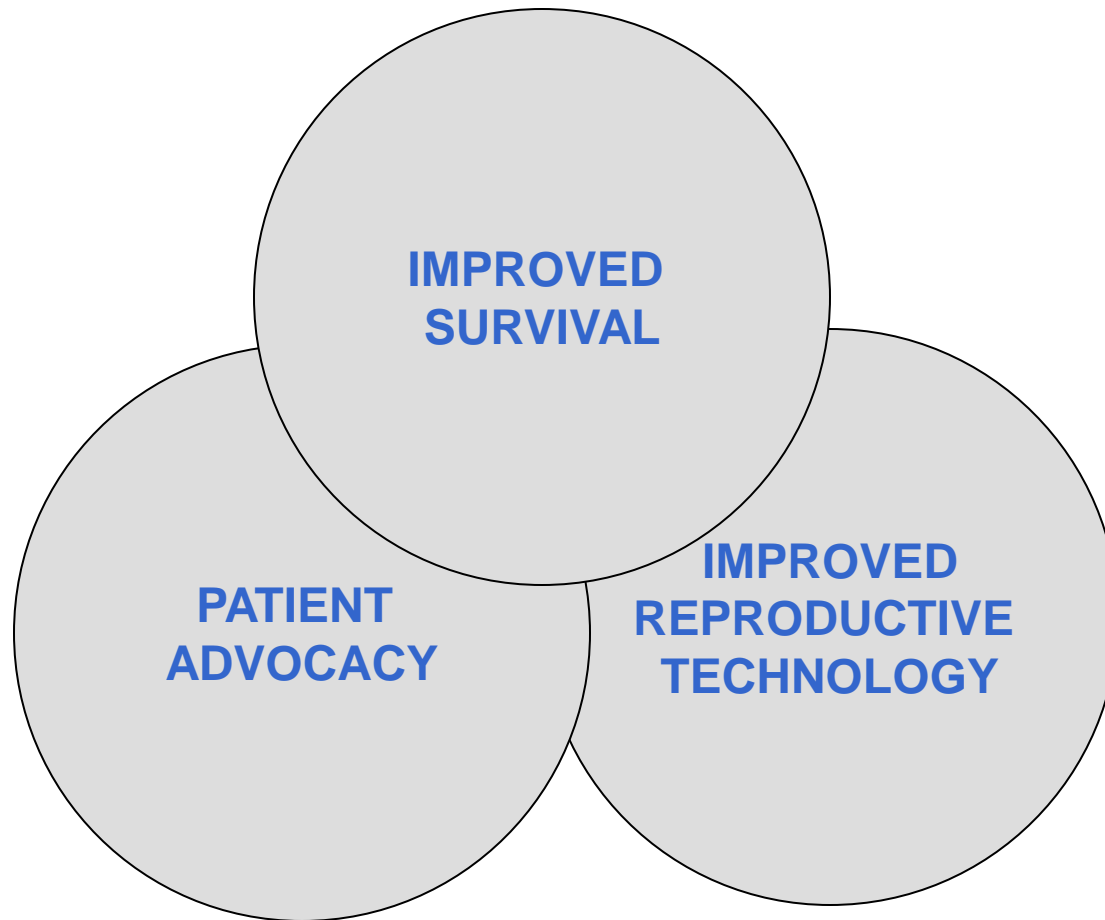 IMPROVED
SURVIVAL
PATIENT
ADVOCACY
IMPROVED
REPRODUCTIVE
TECHNOLOGY